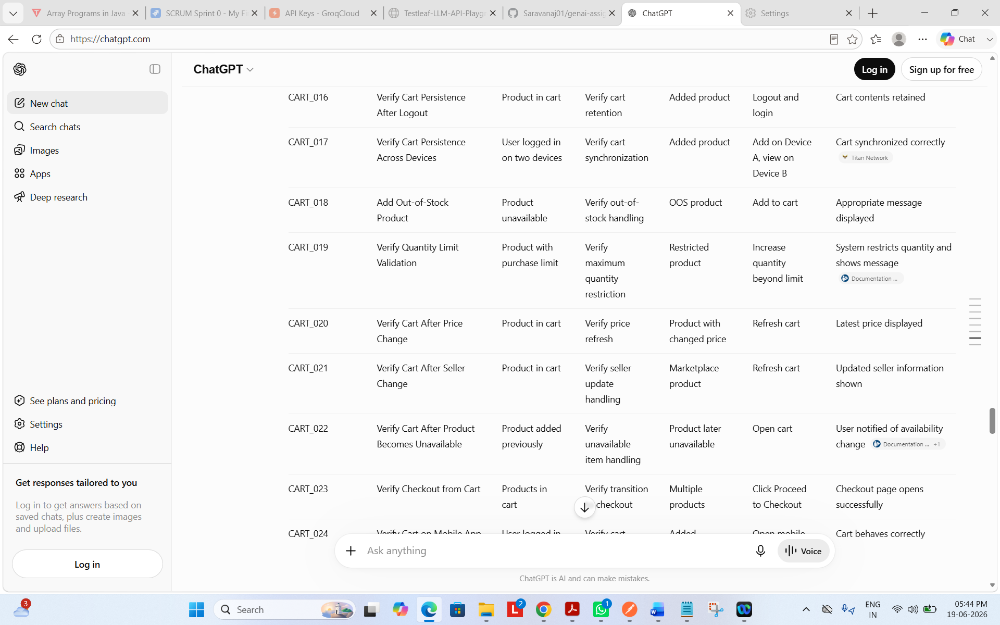 Array Programs in Java
SCRUM Sprint 0 - My Fi
API Keys - GroqCloud
Testleaf-LLM-API-Playgr
Saravanaj01/genai-assig
ChatGPT
Settings
https://chatgpt.com
Chat
ChatGPT
Log in
Sign up for free
New chat
Search chats
Images
Apps
Deep research
See plans and pricing
Settings
Help
Get responses tailored to you
Log in to get answers based on
saved chats, plus create images
and upload files.
Log in
CART_016 Verify Cart Persistence Product in cart Verify cart Added product Logout and Cart contents retained
After Logout retention login
CART_017 Verify Cart Persistence User logged in Verify cart Added product Add on Device Cart synchronized correctly
Across Devices on two devices synchronization A, view on Titan Network
Device B
CART_018 Add Out-of-Stock Product Verify out-of- OOS product Add to cart Appropriate message
Product unavailable stock handling displayed
CART_019 Verify Quantity Limit Product with Verify Restricted Increase System restricts quantity and
Validation purchase limit maximum product quantity shows message
quantity beyond limit Documentation ...
restriction
CART_020 Verify Cart After Price Product in cart Verify price Product with Refresh cart Latest price displayed
Change refresh changed price
CART_021 Verify Cart After Seller Product in cart Verify seller Marketplace Refresh cart Updated seller information
Change update product shown
handling
CART_022 Verify Cart After Product Product added Verify Product later Open cart User notified of availability
Becomes Unavailable previously unavailable unavailable change Documentation ... +1
item handling
CART_023 Verify Checkout from Cart Products in Verify transition Multiple Click Proceed Checkout page opens
cart checkout products to Checkout successfully
CART_024 Verify Cart on Mobile App User logged in Verify cart Added Open mobile Cart behaves correctly
Ask anything
Voice
ChatGPT is AI and can make mistakes.
3
Search
2
1
ENG
IN
05:44 PM
19-06-2026